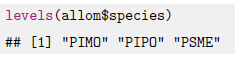 levels(allom$species)
## [1] "PIMO" "PIPO" "PSME"